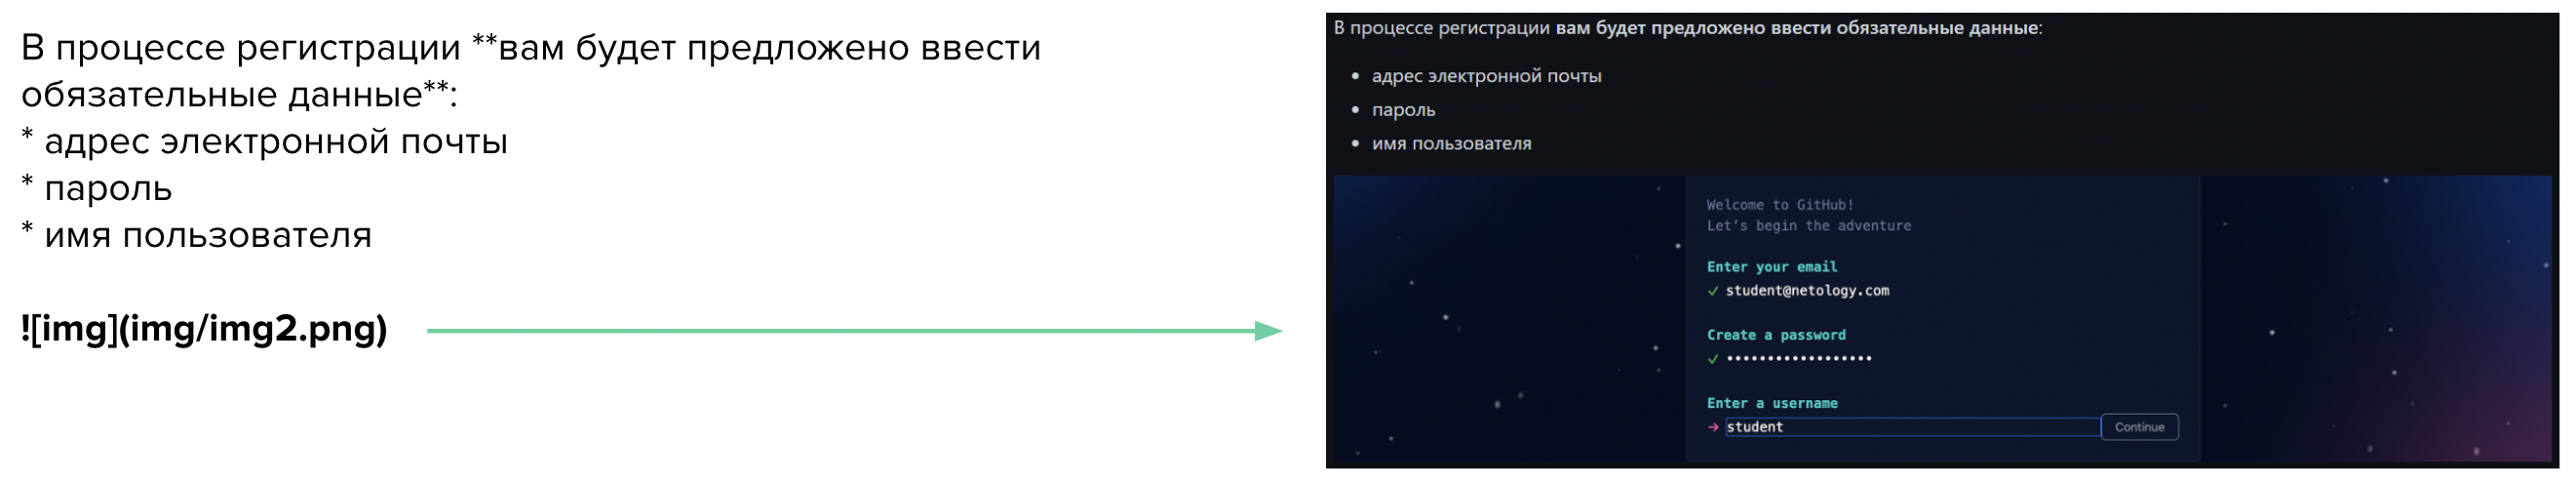 В процессе регистрации **вам будет предложено ввести
обязательные данные**:
* адрес электронной почты
* пароль
* имя пользователя
![img](img/img2.png)
В процессе регистрации вам будет предложено ввести обязательные данные:
• адрес электронной почты
• пароль
• имя пользователя
Welcome to GitHub!
Let’s begin the adventure
Enter your email
✓ student@netology.com
Create a password
✓ ••••••••••••••••••
Enter a username
→ student Continue